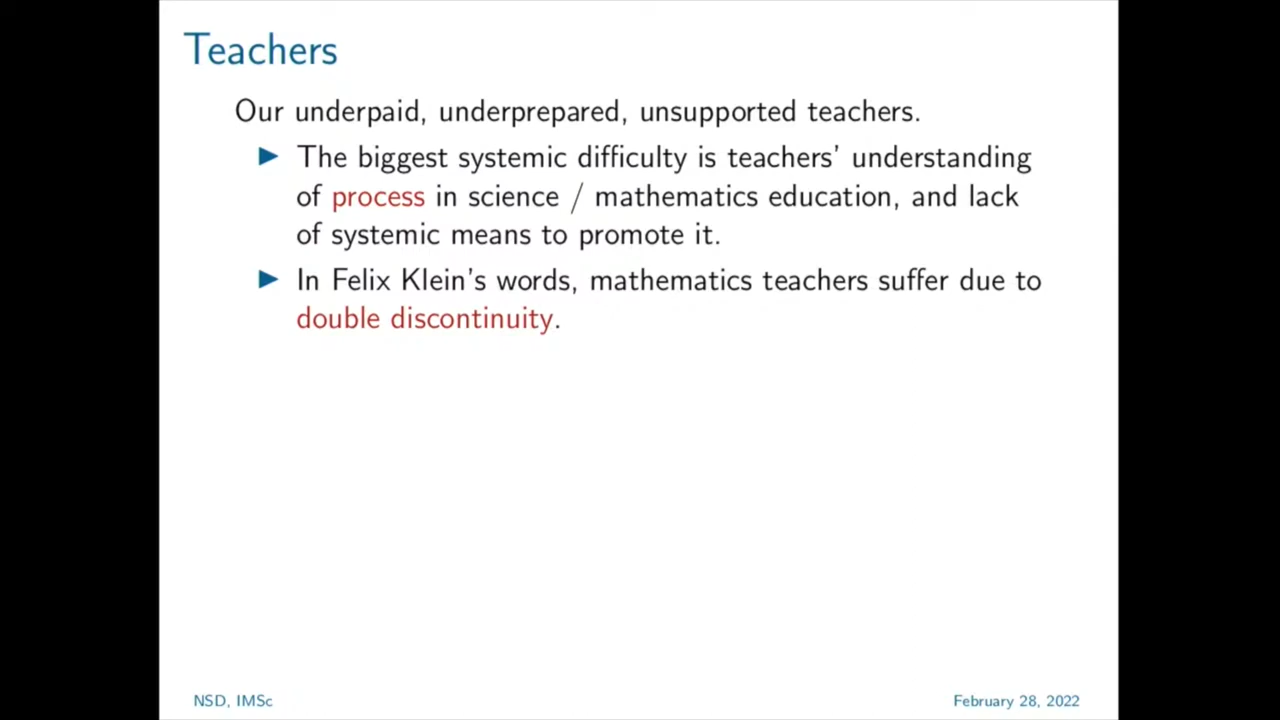 Teachers
Our underpaid, underprepared, unsupported teachers.
▶ The biggest systemic difficulty is teachers' understanding
of process in science / mathematics education, and lack
of systemic means to promote it.
▶ In Felix Klein's words, mathematics teachers suffer due to
double discontinuity.
NSD, IMSc
February 28, 2022